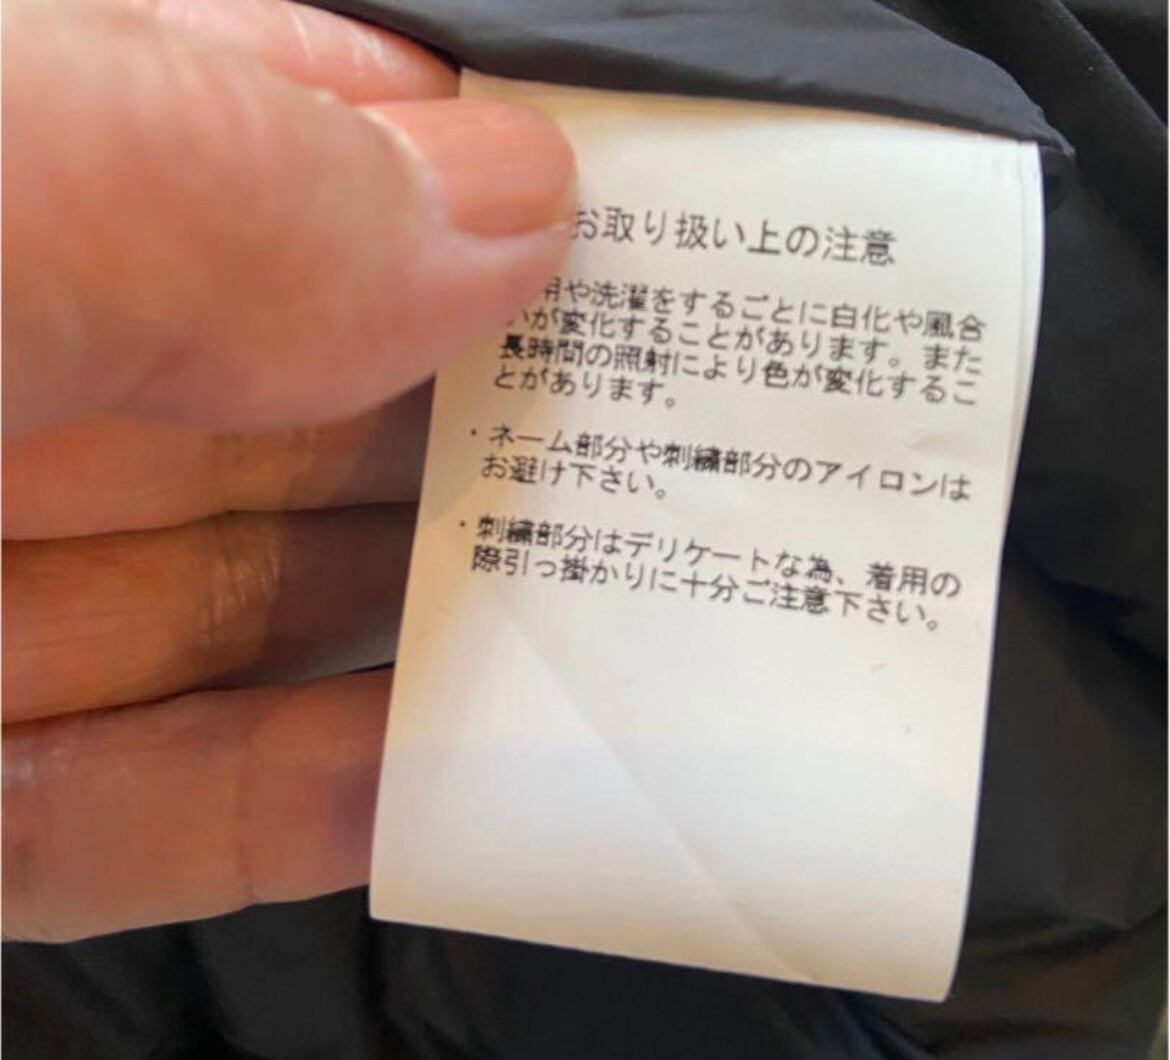 お取り扱い上の注意
用や洗濯をするごとに白化や風合
いが変化することがあります。また
長時間の照射により色が変化するこ
とがあります。
・ネーム部分や刺繍部分のアイロンは
お避け下さい。
・刺繍部分はデリケートな為、着用の
際引っ掛かりに十分ご注意下さい。